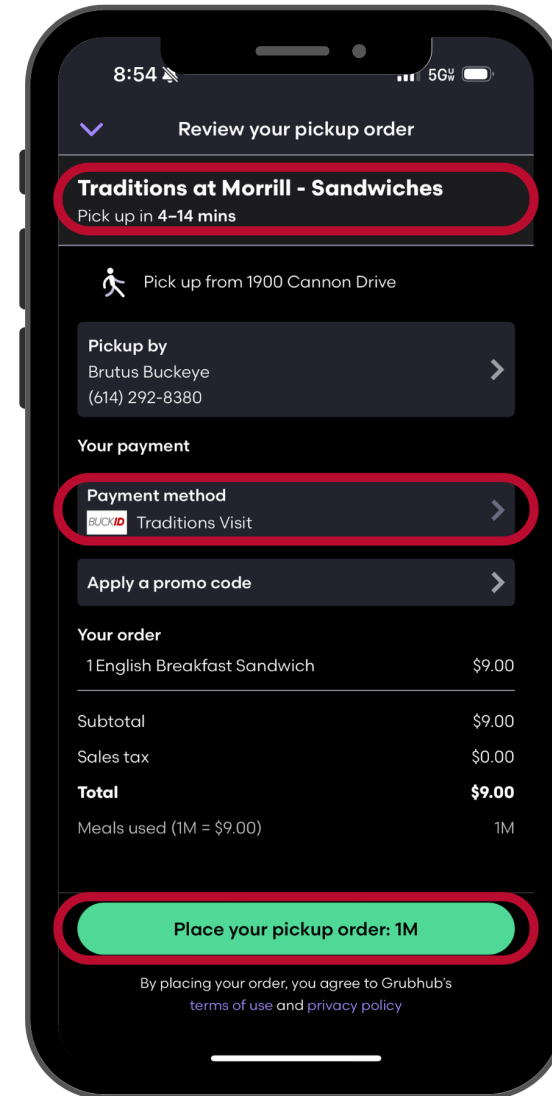 8:54 5GUW
Review your pickup order
Traditions at Morrill - Sandwiches
Pick up in 4–14 mins
Pick up from 1900 Cannon Drive
Pickup by
Brutus Buckeye
(614) 292-8380
Your payment
Payment method
BUCKID Traditions Visit
Apply a promo code
Your order
1 English Breakfast Sandwich $9.00
Subtotal $9.00
Sales tax $0.00
Total $9.00
Meals used (1M = $9.00) 1M
Place your pickup order: 1M
By placing your order, you agree to Grubhub's
terms of use and privacy policy